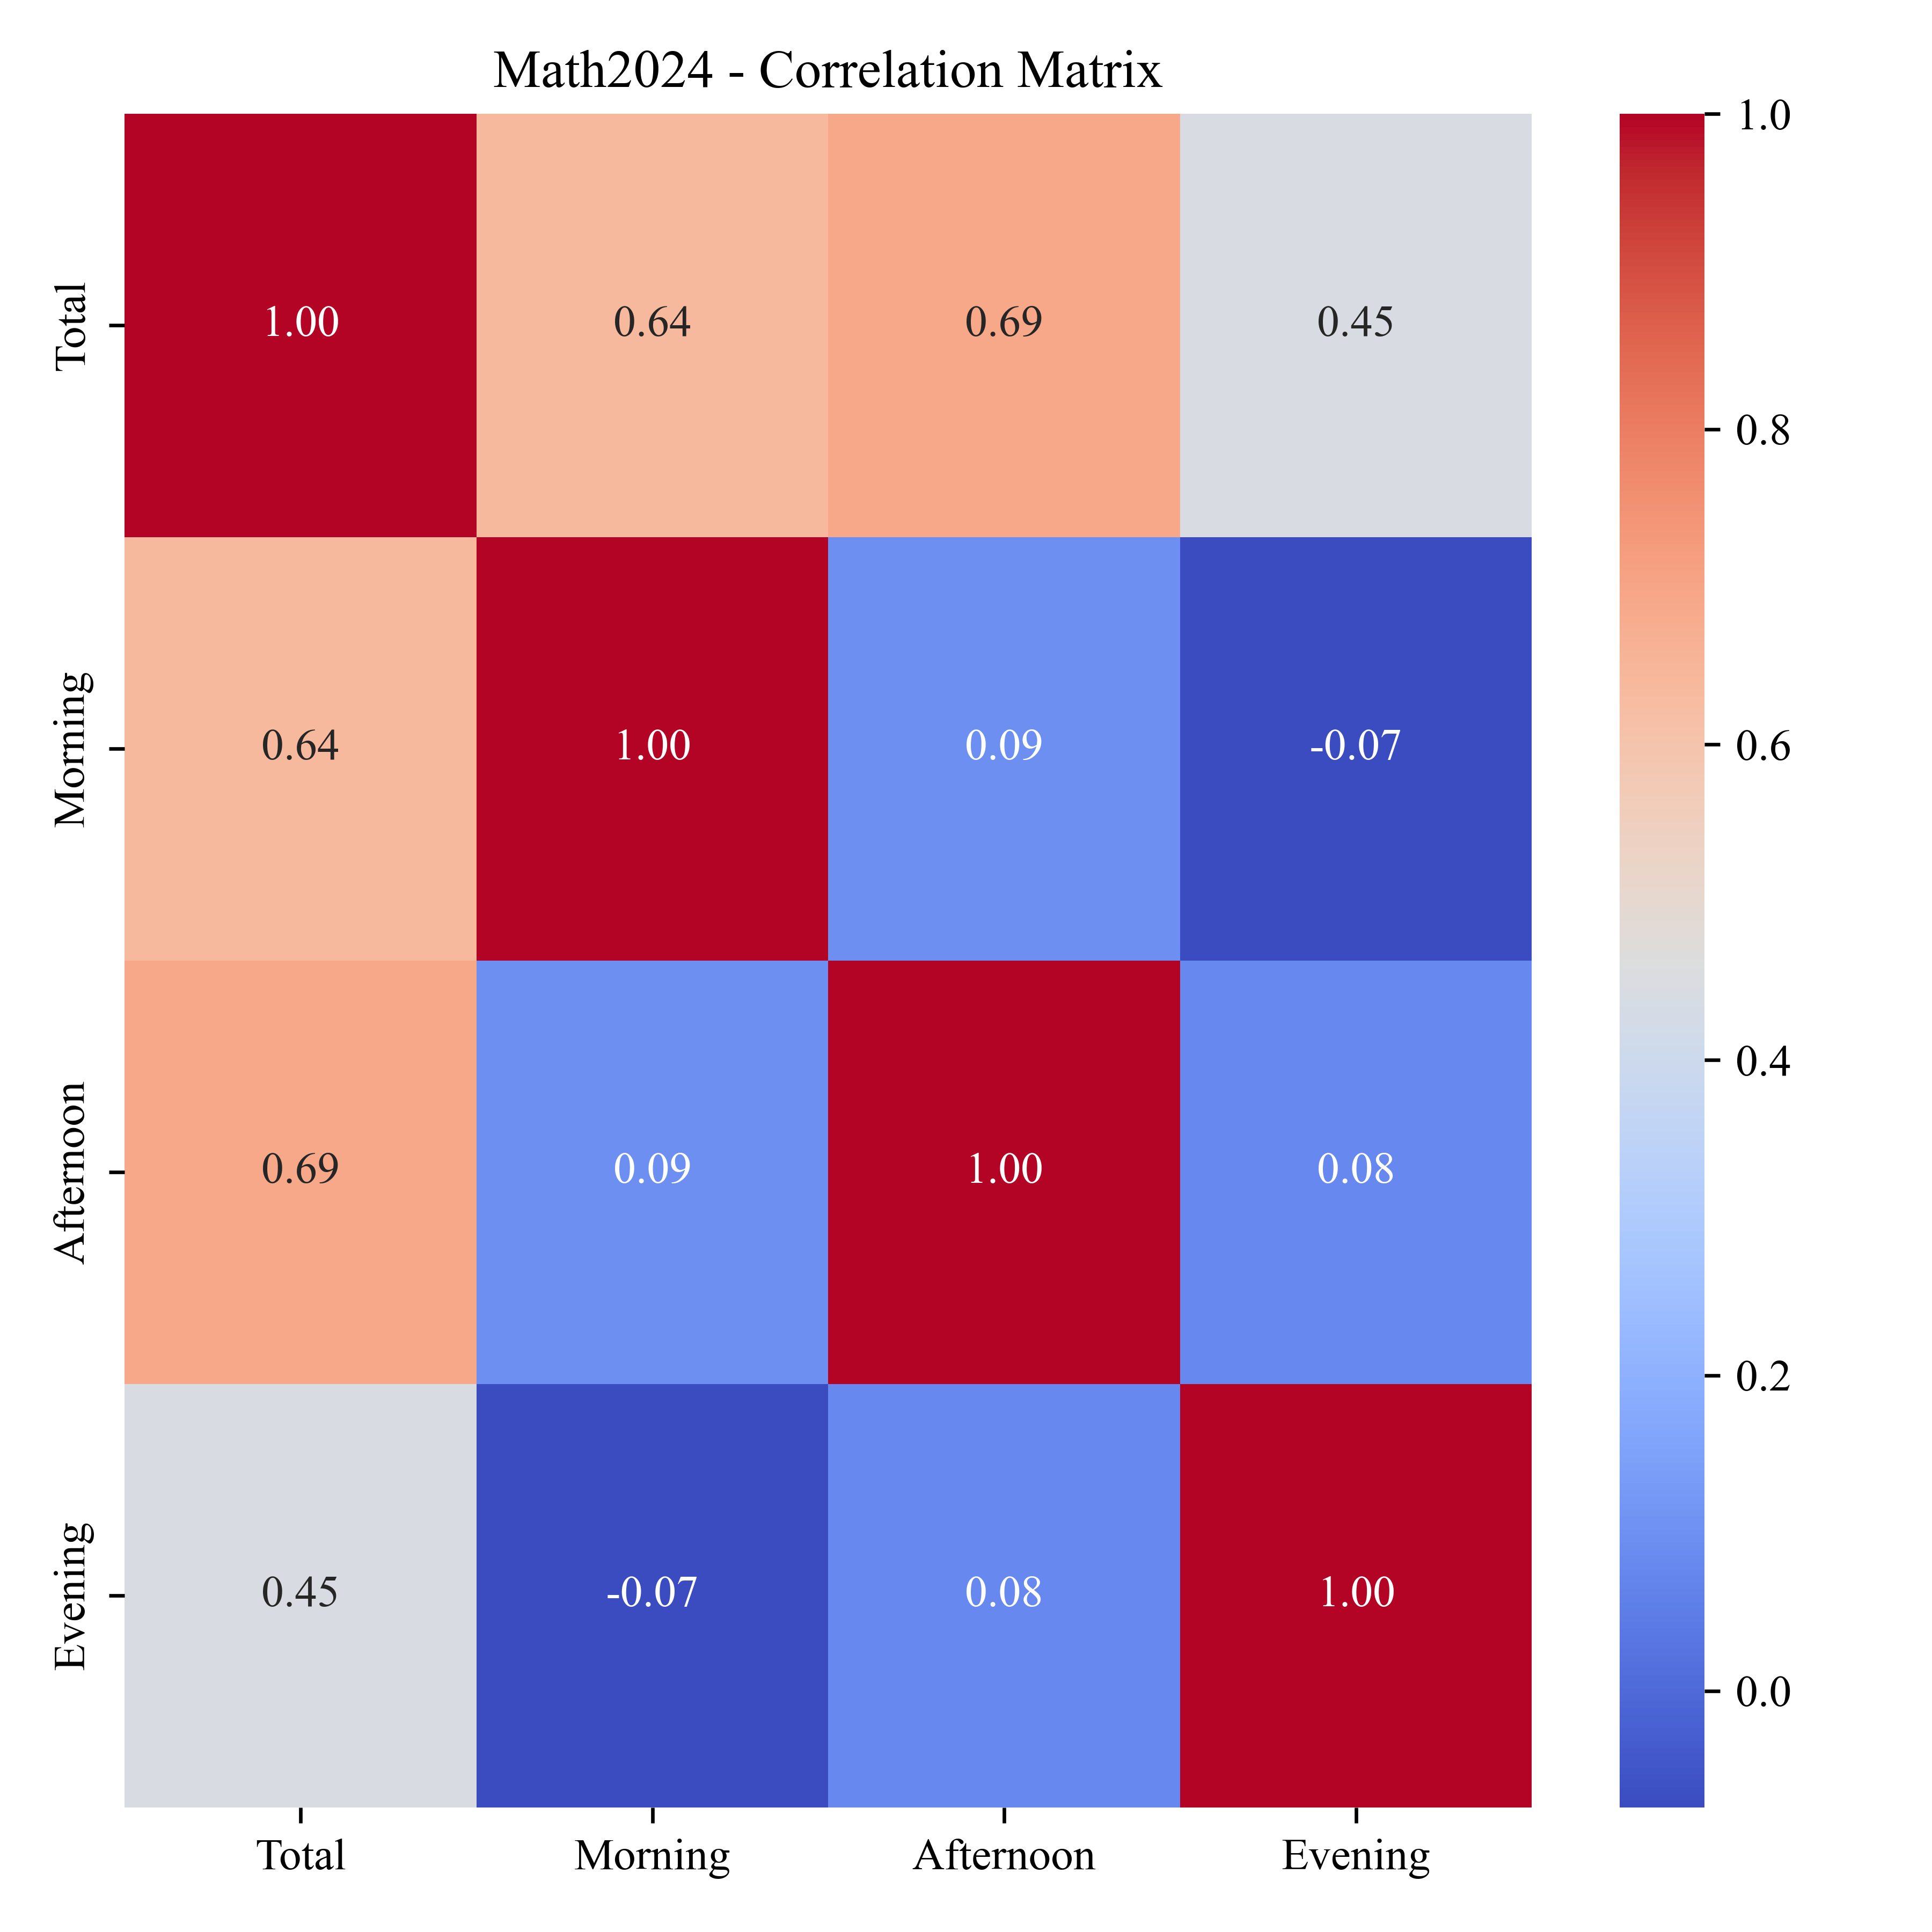 Math2024 - Correlation Matrix
1.0
Total 1.00 0.64 0.69 0.45
0.8
Morning 0.64 1.00 0.09 -0.07
0.6
0.4
Afternoon 0.69 0.09 1.00 0.08
0.2
Evening 0.45 -0.07 0.08 1.00
0.0
Total Morning Afternoon Evening